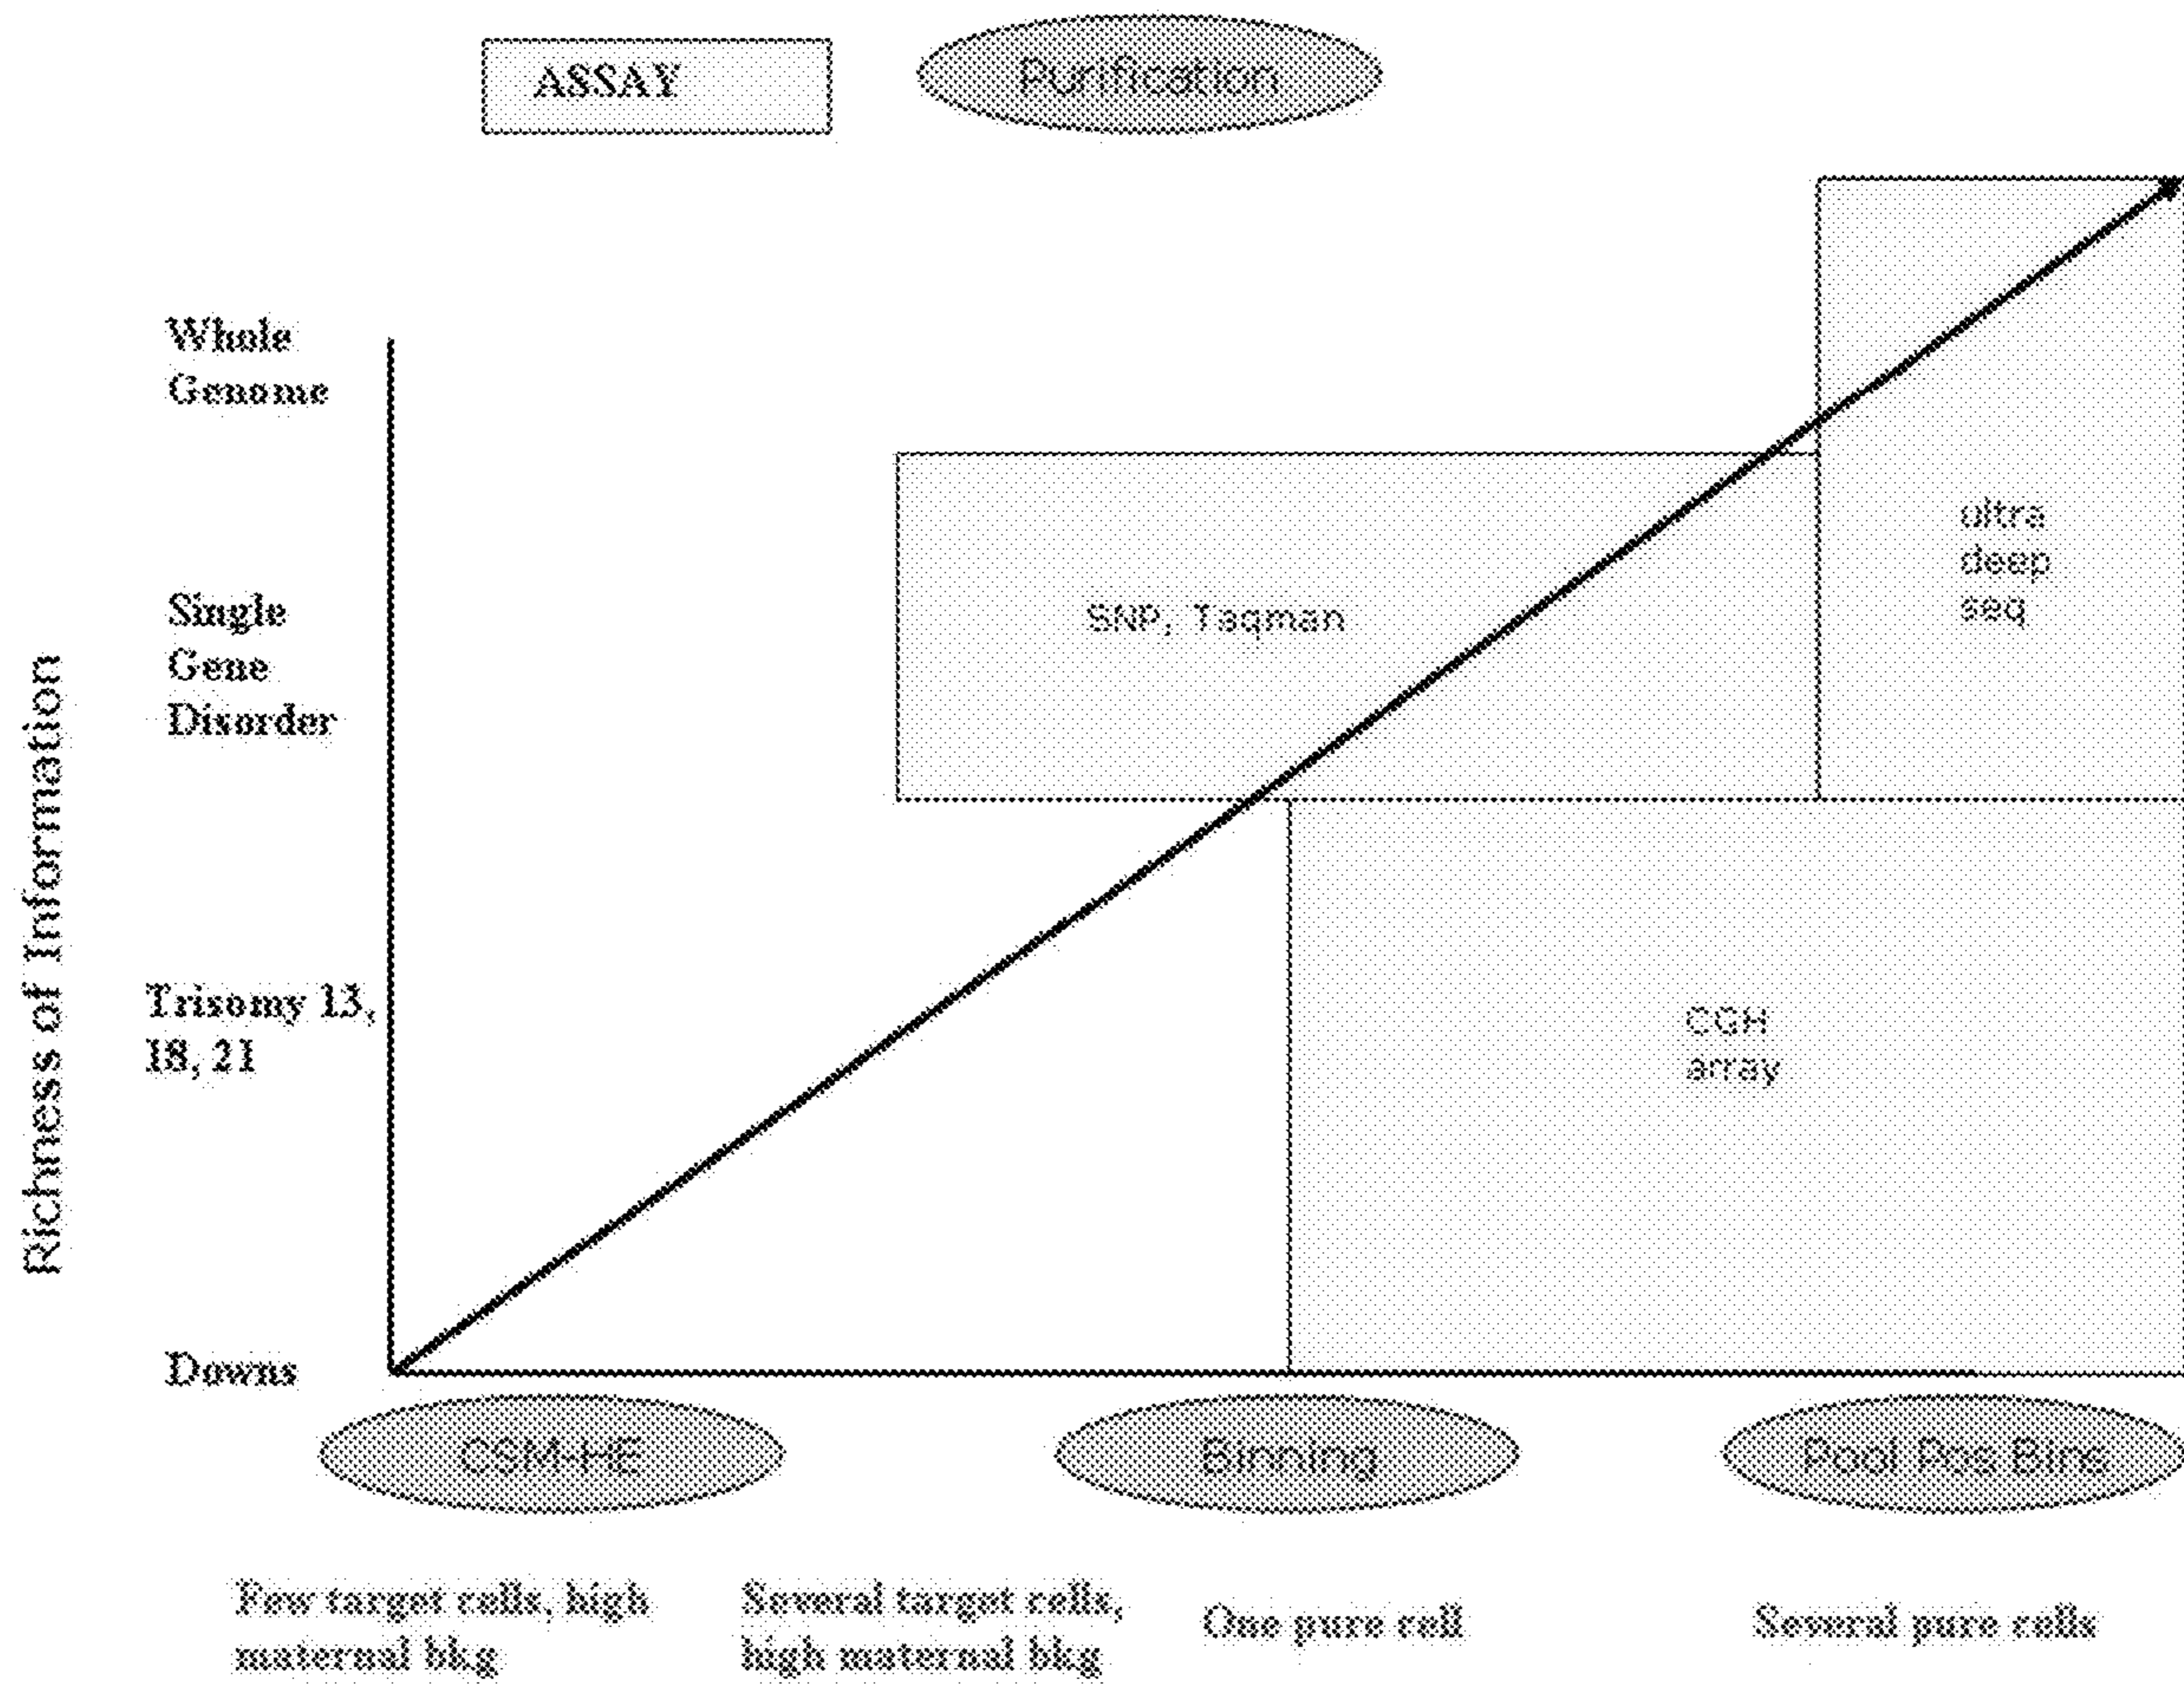 ASSAY
Purification
Whole
Genome
Single
Gene
Disorder
Richness of Information
Trisomy 13,
18, 21
Downs
SNP, Taqman
ultra
deep
seq
CGH
array
CSM-HE
Binning
Pool Pos Bins
Few target cells, high
maternal bkg
Several target cells,
high maternal bkg
One pure cell
Several pure cells